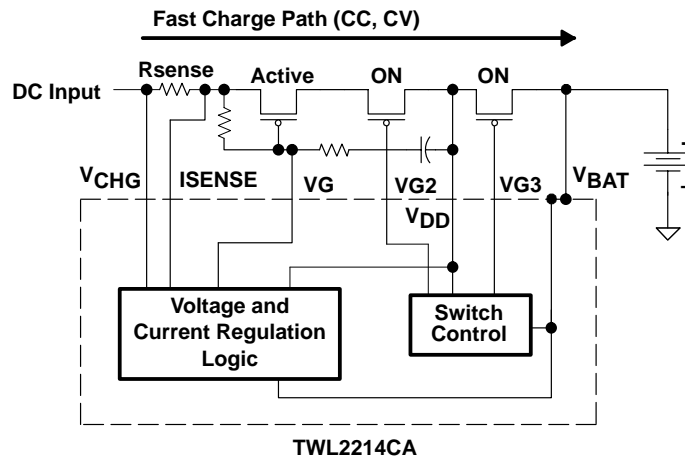 Fast Charge Path (CC, CV)
Rsense
Active
ON
ON
DC Input
VCHG
ISENSE
VG
VG2
VDD
VG3
VBAT
Voltage and
Current Regulation
Logic
Switch
Control
TWL2214CA